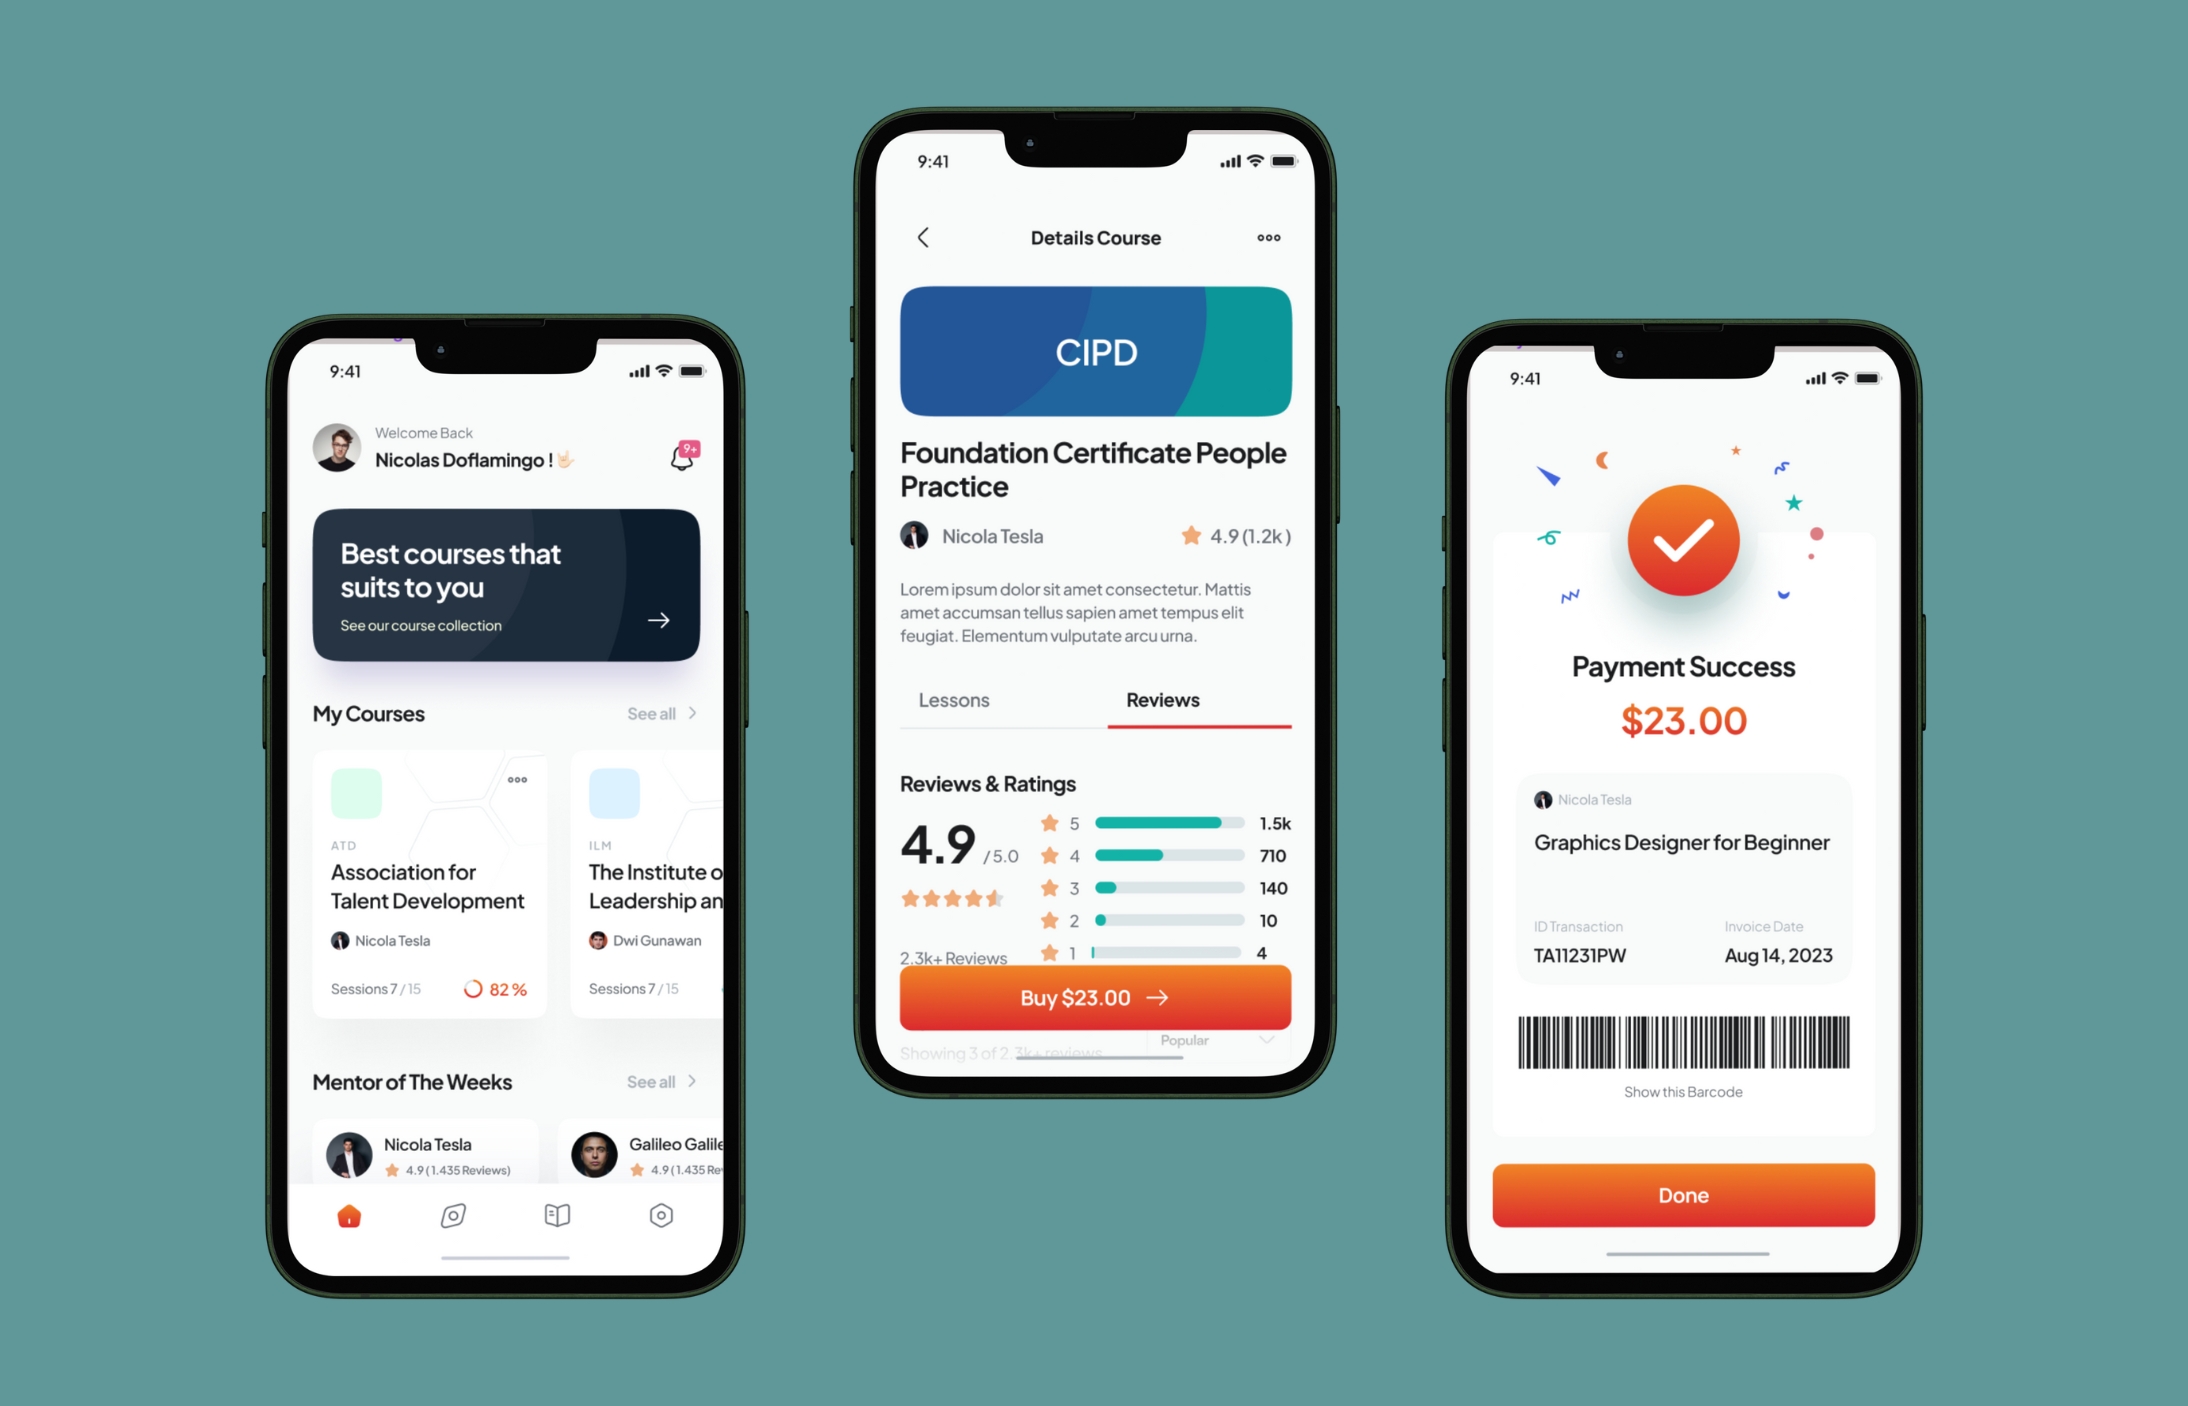 9:41
Welcome Back
Nicolas Doflamingo !🤟🏻
9+
Best courses that
suits to you
See our course collection
My Courses
See all
ATD
Association for
Talent Development
Nicola Tesla
Sessions 7 / 15
82 %
ILM
The Institute o
Leadership an
Dwi Gunawan
Sessions 7 / 15
Mentor of The Weeks
See all
Nicola Tesla
4.9 (1.435 Reviews)
Galileo Galile
4.9 (1.435 Re
9:41
Details Course
CIPD
Foundation Certificate People
Practice
Nicola Tesla
4.9 (1.2k)
Lorem ipsum dolor sit amet consectetur. Mattis
amet accumsan tellus sapien amet tempus elit
feugiat. Elementum vulputate arcu urna.
Lessons
Reviews
Reviews & Ratings
4.9 / 5.0
2.3k+ Reviews
5 1.5k
4 710
3 140
2 10
1 4
Buy $23.00
Showing 3 of 2.3k+ reviews
Popular
9:41
Payment Success
$23.00
Nicola Tesla
Graphics Designer for Beginner
ID Transaction
TA11231PW
Invoice Date
Aug 14, 2023
Show this Barcode
Done